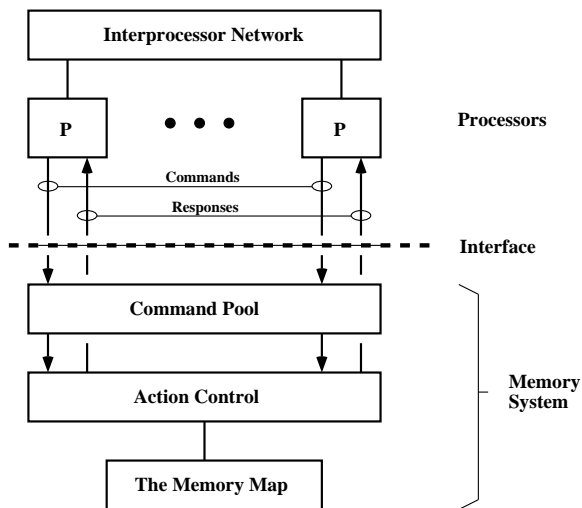 Interprocessor Network
P
P
Processors
Commands
Responses
Interface
Command Pool
Action Control
Memory
System
The Memory Map